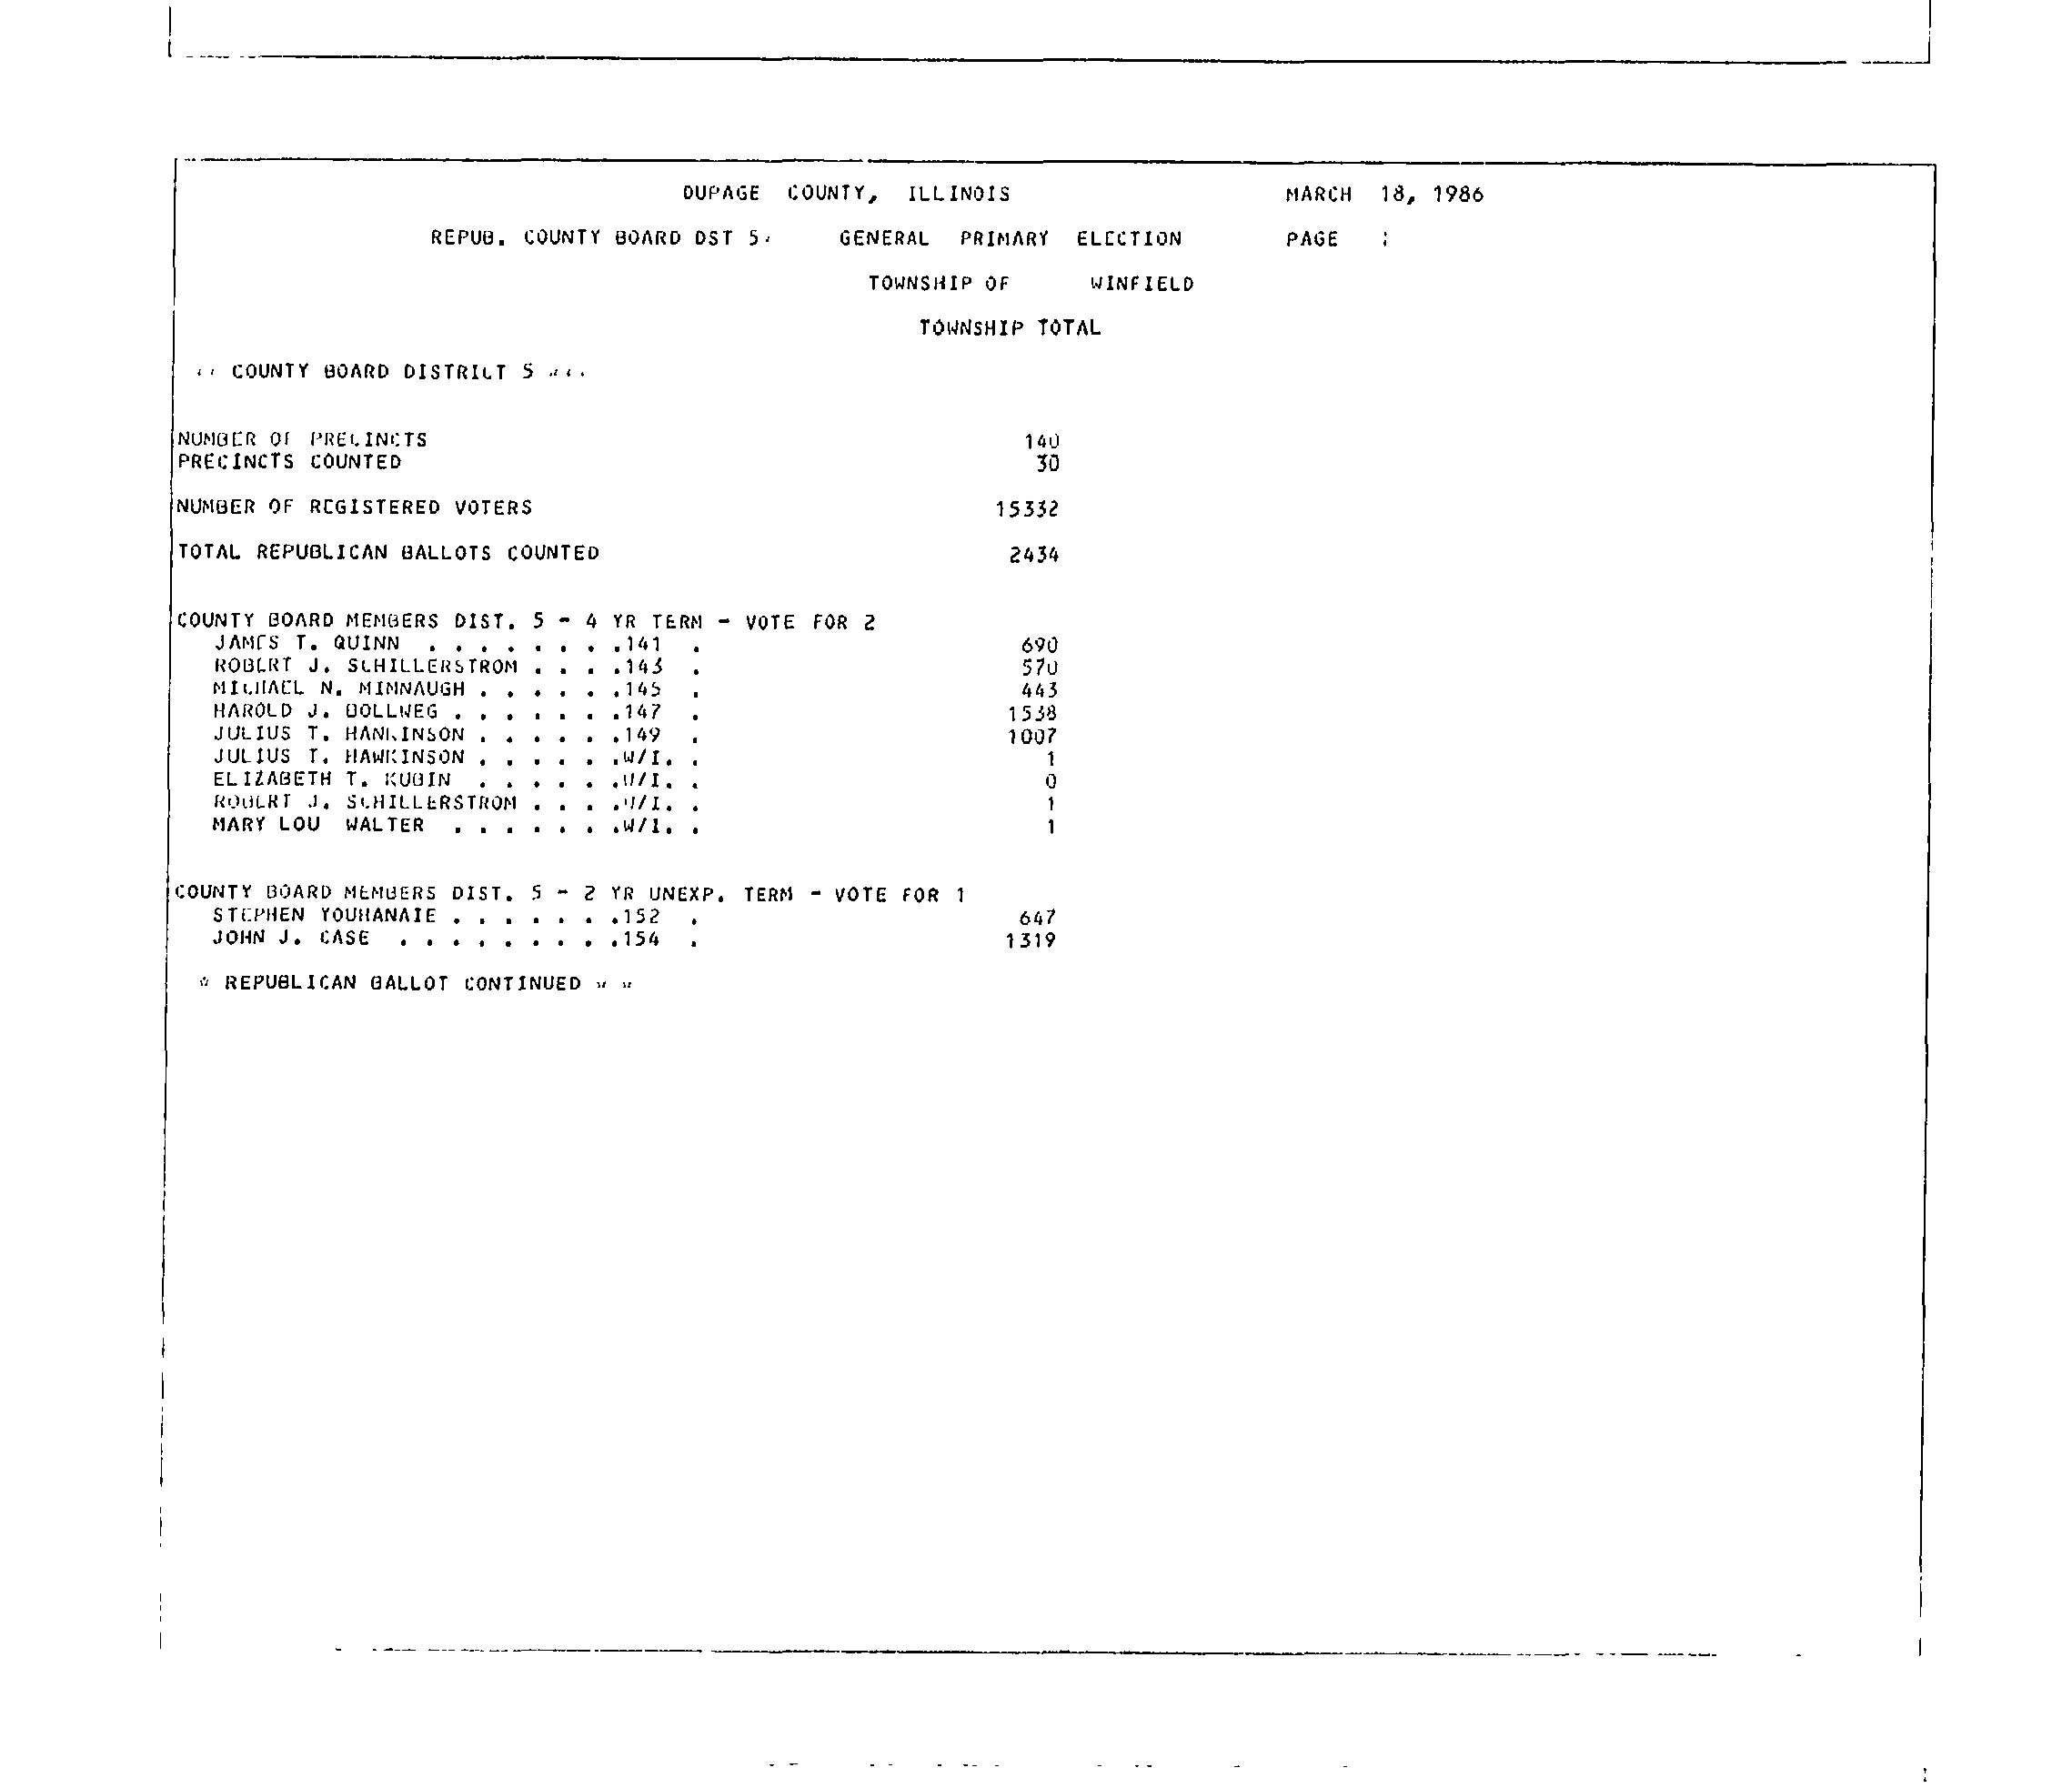 DUPAGE COUNTY, ILLINOIS MARCH 18, 1986
REPUB. COUNTY BOARD DST 5 GENERAL PRIMARY ELECTION PAGE
TOWNSHIP OF WINFIELD
TOWNSHIP TOTAL
COUNTY BOARD DISTRICT 5
NUMBER OF PRECINCTS 140
PRECINCTS COUNTED 30
NUMBER OF REGISTERED VOTERS 15332
TOTAL REPUBLICAN BALLOTS COUNTED 2434
COUNTY BOARD MEMBERS DIST. 5 - 4 YR TERM - VOTE FOR 2
JAMES T. QUINN . . . . . . . .141 . 690
ROBERT J. SCHILLERSTROM . . . .143 . 570
MICHAEL N. MINNAUGH . . . . . .145 . 443
HAROLD J. BOLLWEG . . . . . . .147 . 1538
JULIUS T. HANKINSON . . . . . .149 . 1007
JULIUS T. HAWKINSON . . . . . .W/I. . 1
ELIZABETH T. KUBIN . . . . . .W/I. . 0
ROBERT J. SCHILLERSTROM . . . .W/I. . 1
MARY LOU WALTER . . . . . . .W/I. . 1
COUNTY BOARD MEMBERS DIST. 5 - 2 YR UNEXP. TERM - VOTE FOR 1
STEPHEN YOUHANAIE . . . . . . .152 . 647
JOHN J. CASE . . . . . . . . .154 . 1319
* REPUBLICAN BALLOT CONTINUED * *